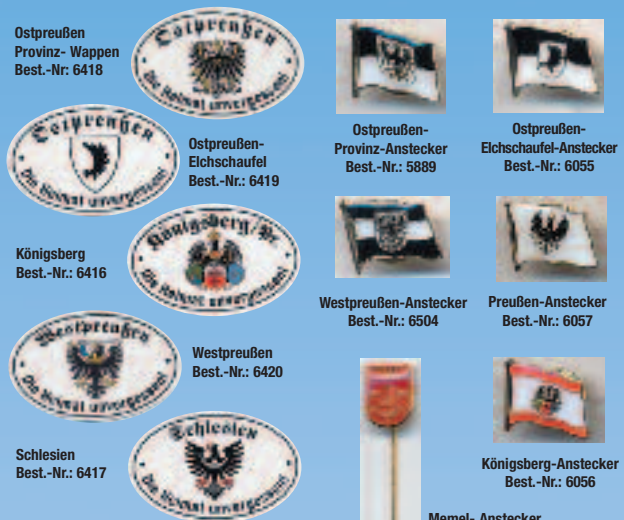 Ostpreußen
Provinz- Wappen
Best.-Nr: 6418
Ostpreußen
Die Heimat unvergessen!
Ostpreußen-
Provinz-Anstecker
Best.-Nr.: 5889
Ostpreußen-
Elchschaufel-Anstecker
Best.-Nr.: 6055
Ostpreußen
Die Heimat unvergessen!
Ostpreußen-
Elchschaufel
Best.-Nr.: 6419
Königsberg
Best.-Nr.: 6416
Königsberg/Pr.
Die Heimat unvergessen!
Westpreußen-Anstecker
Best.-Nr.: 6504
Preußen-Anstecker
Best.-Nr.: 6057
Westpreußen
Die Heimat unvergessen!
Westpreußen
Best.-Nr.: 6420
Schlesien
Best.-Nr.: 6417
Schlesien
Die Heimat unvergessen!
Königsberg-Anstecker
Best.-Nr.: 6056
Memel- Anstecker